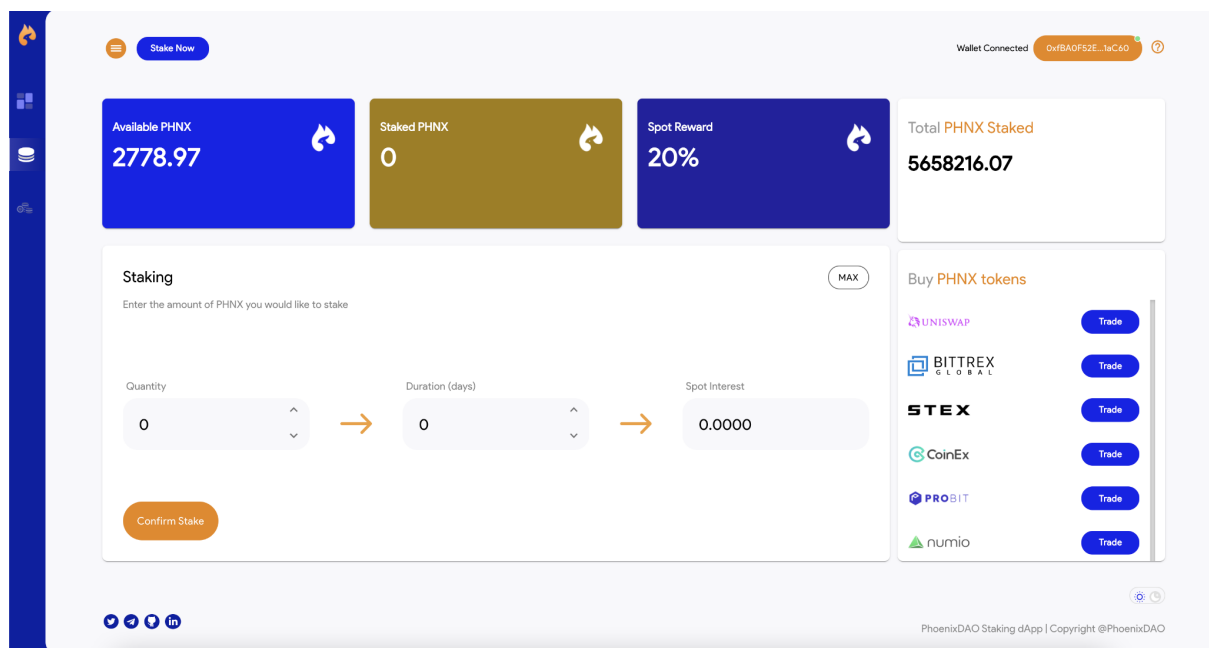 Stake Now
Wallet Connected
0xfBA0F52E...1aC60
Available PHNX
2778.97
Staked PHNX
0
Spot Reward
20%
Total PHNX Staked
5658216.07
Staking
MAX
Enter the amount of PHNX you would like to stake
Quantity
Duration (days)
Spot Interest
0
0
0.0000
Confirm Stake
Buy PHNX tokens
UNISWAP
Trade
BITTREX
GLOBAL
Trade
STEX
Trade
CoinEx
Trade
PROBIT
Trade
numio
Trade
PhoenixDAO Staking dApp | Copyright @PhoenixDAO